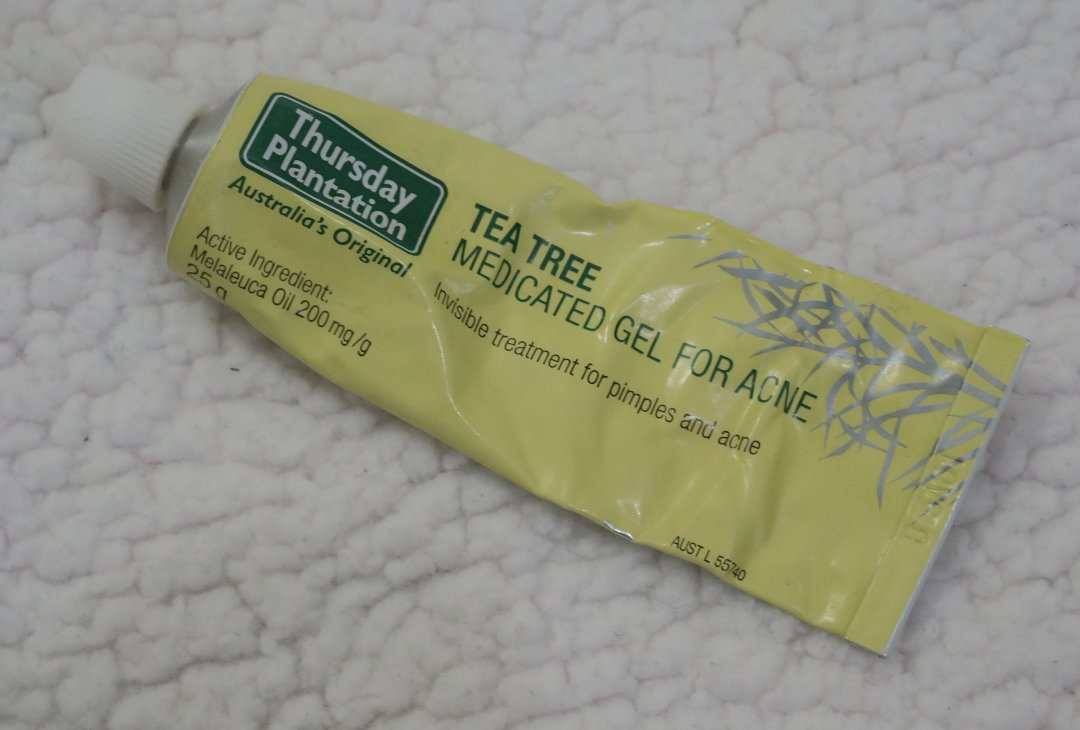 Thursday
Plantation
Australia's Original
Active Ingredient:
Melaleuca Oil 200 mg/g
25 g
TEA TREE
MEDICATED GEL FOR ACNE
Invisible treatment for pimples and acne
AUST L 55740